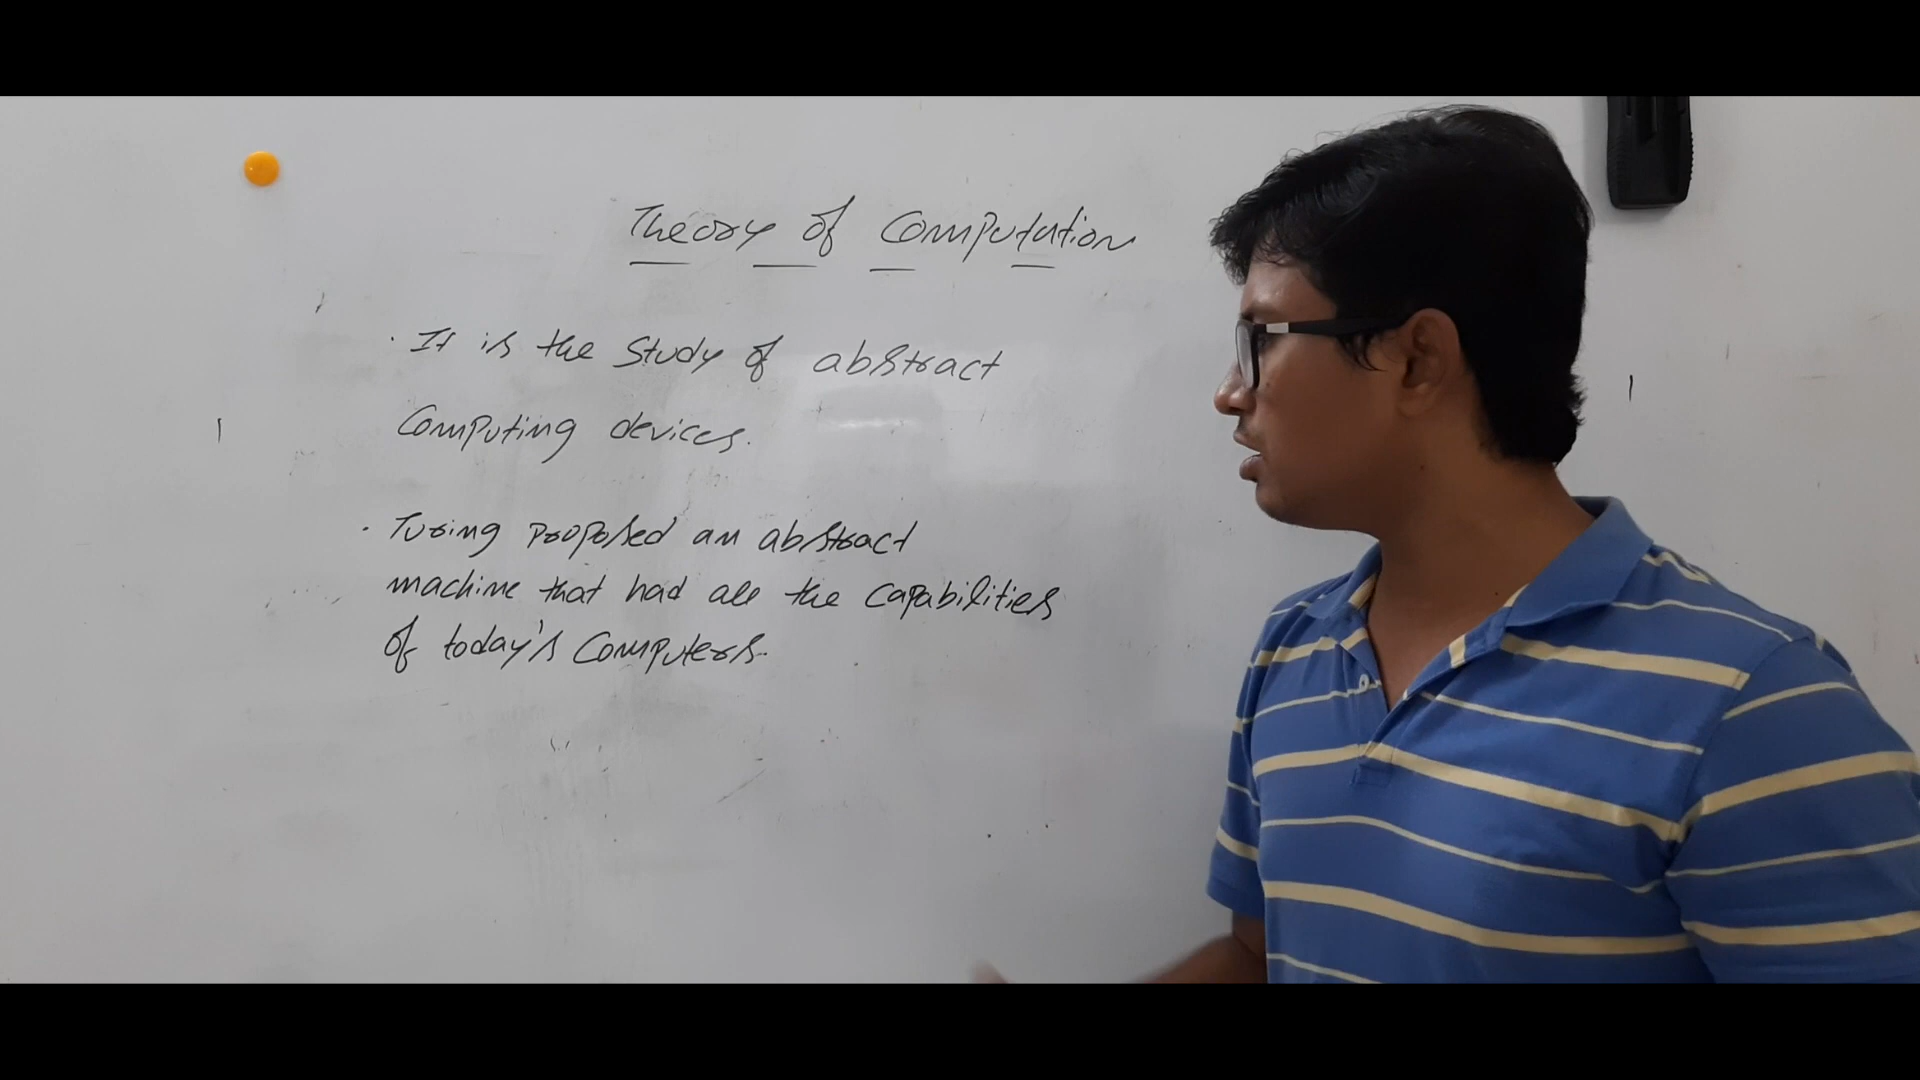 Theory of Computation
· It is the Study of abstract
Computing devices.
· Turing proposed an abstract
machine that had all the capabilities
of today's Computers.